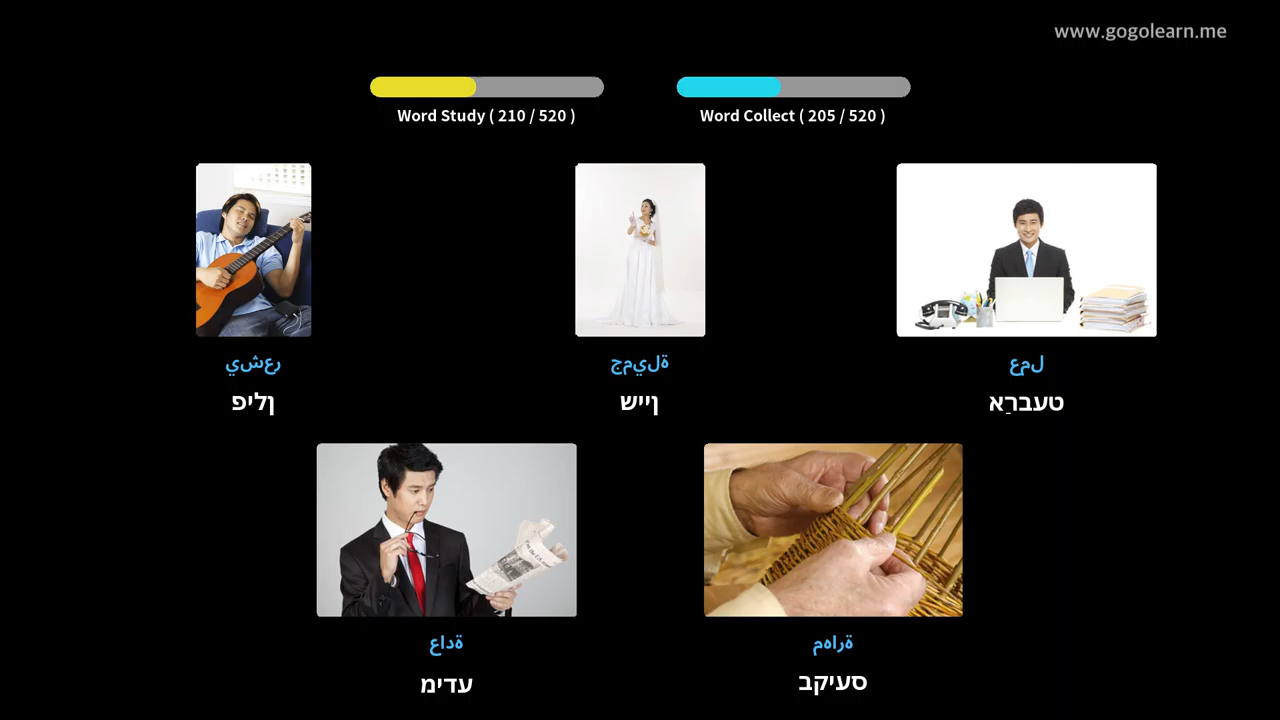 www.gogolearn.me
Word Study ( 210 / 520 )
Word Collect ( 205 / 520 )
رعشي
ןליפ
ةليمج
ןייש
لمع
טעברַא
ةداع
עדימ
ةراهم
סעיקב